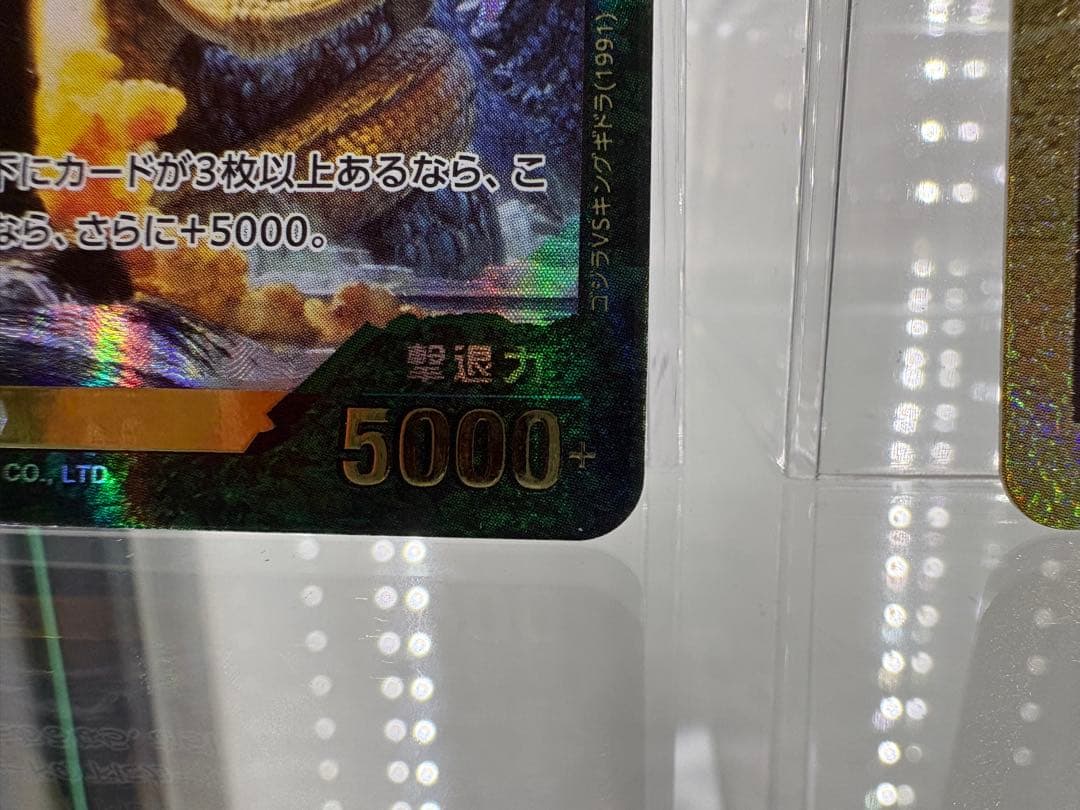 下にカードが3枚以上あるなら、こ
なら、さらに+5000。
ゴジラVSキングギドラ(1991)
撃退力
5000+
CO., LTD.